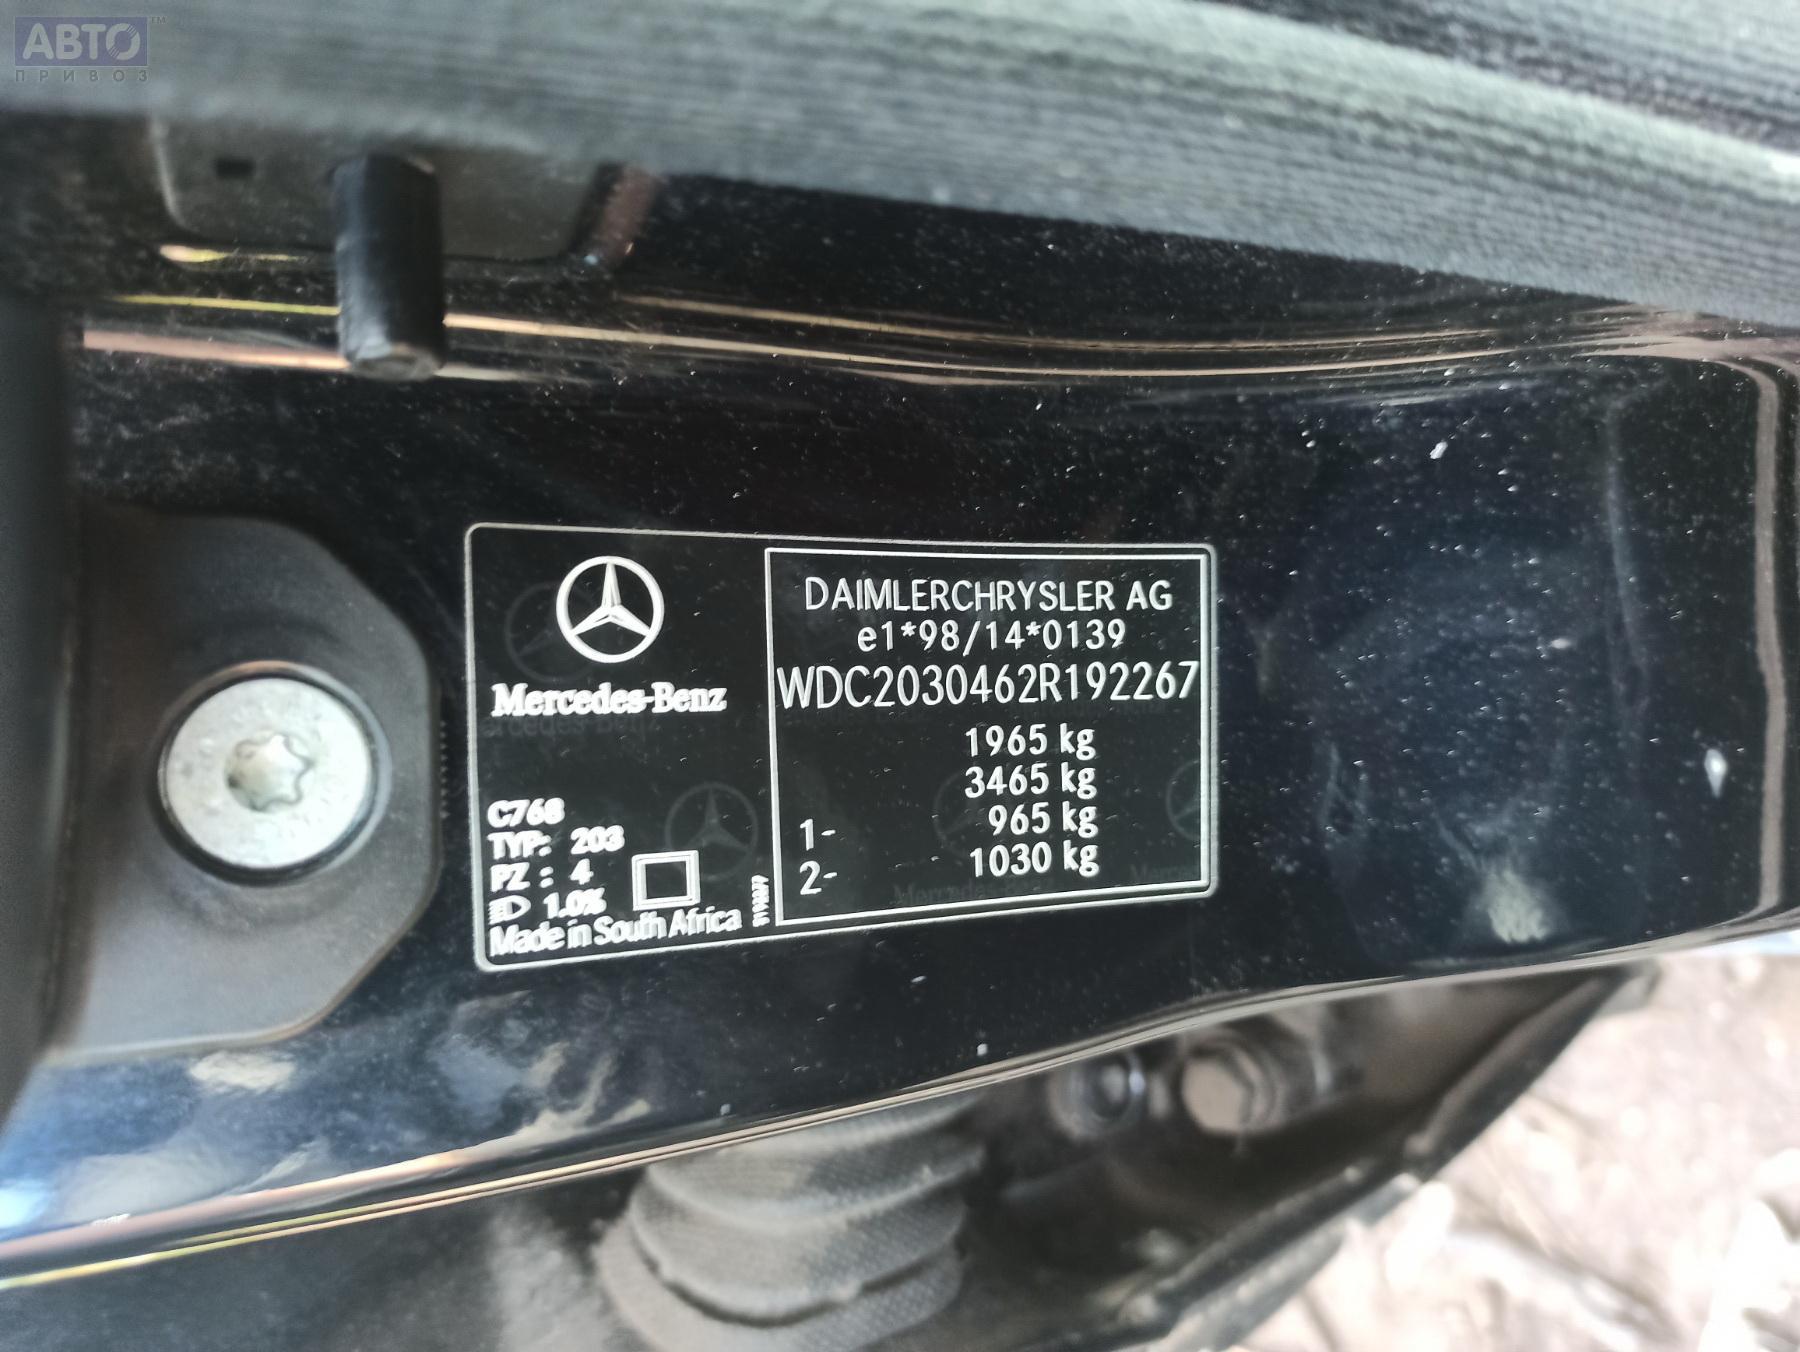 АВТО™
ПРИВОЗ
Mercedes-Benz
C768
TYP: 203
PZ : 4
1.0%
Made in South Africa
DAIMLERCHRYSLER AG
e1*98/14*0139
WDC2030462R192267
1965 kg
3465 kg
1- 965 kg
2- 1030 kg